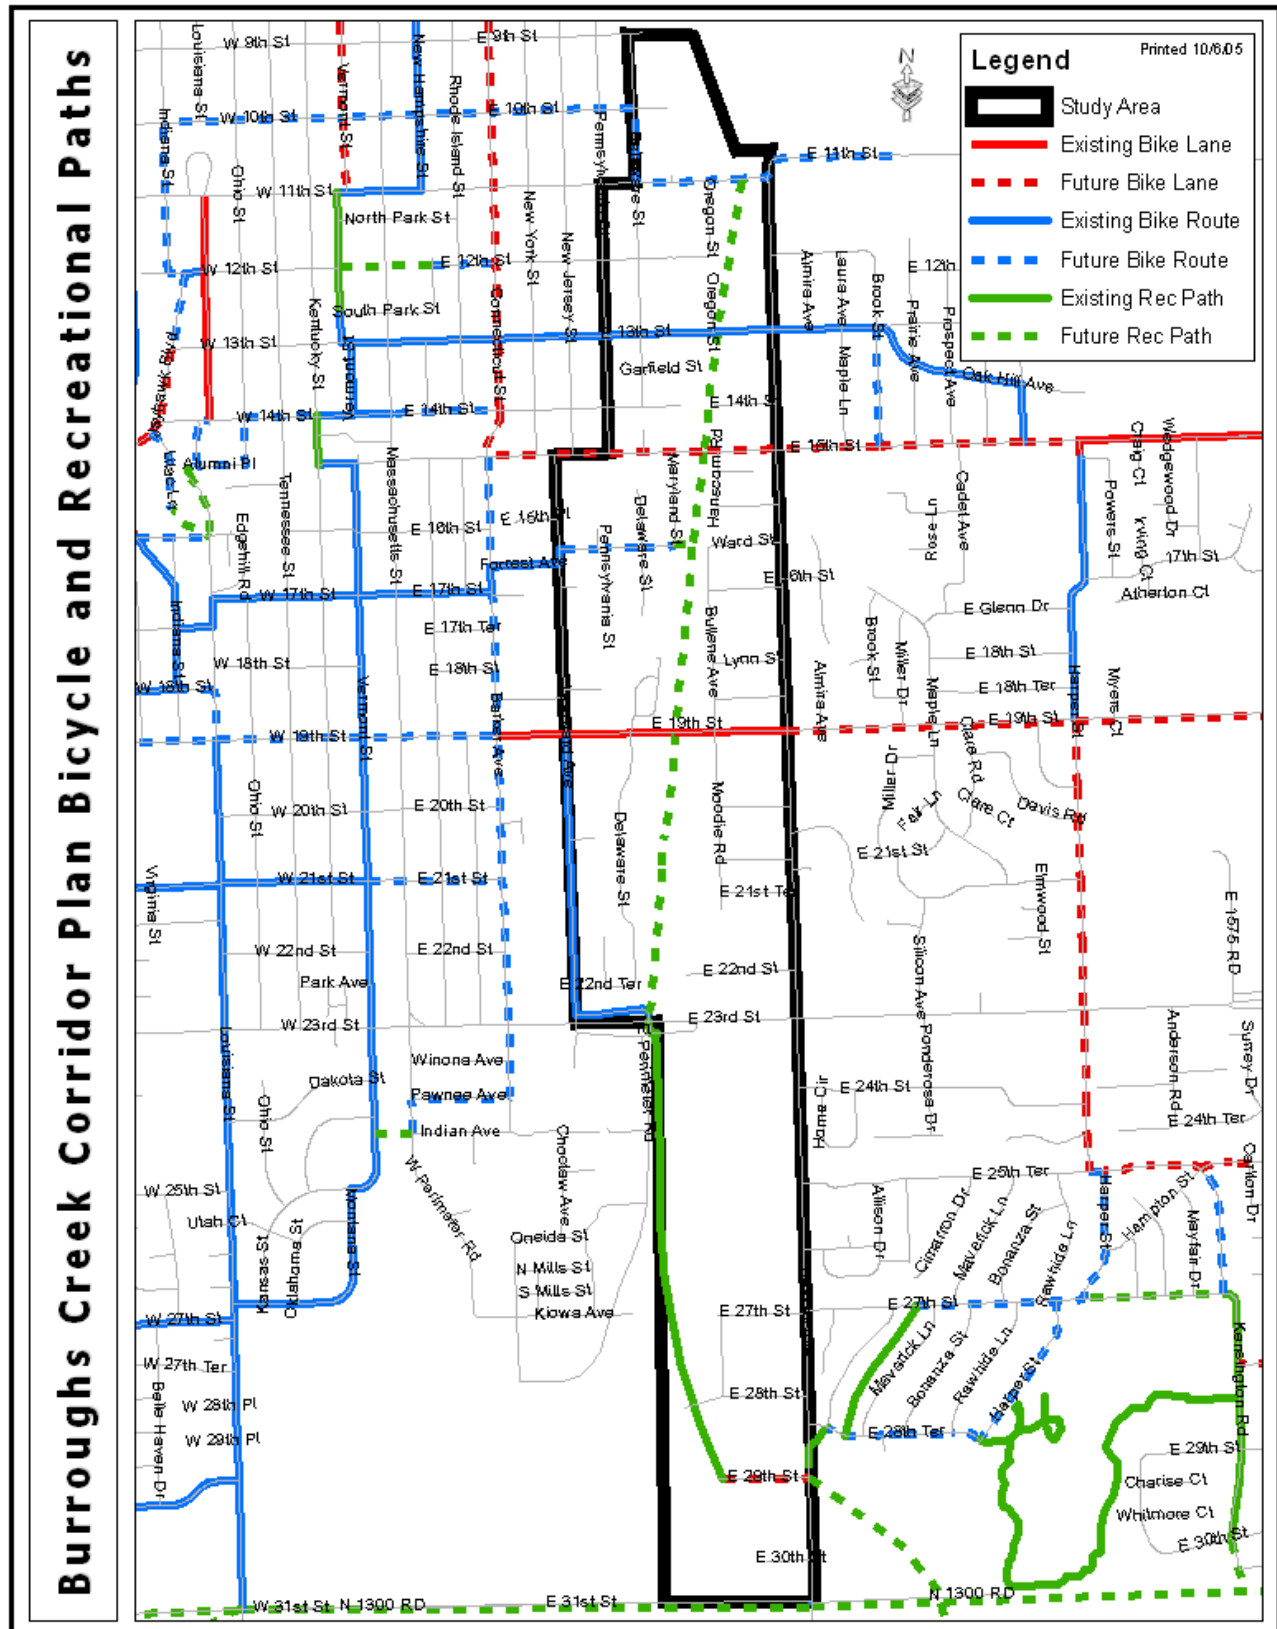 Burroughs Creek Corridor Plan Bicycle and Recreational Paths
Legend
Printed 10/6/05
Study Area
Existing Bike Lane
Future Bike Lane
Existing Bike Route
Future Bike Route
Existing Rec Path
Future Rec Path
N
W 9th St
E 9th St
Louisiana St
Vermont St
New Hampshire St
Rhode Island St
W 10th St
E 10th St
Indiana St
Ohio St
E 11th St
W 11th St
North Park St
New York St
New Jersey St
Oregon St
Oregon St
W 12th St
E 12th St
E 12th
Almira Ave
Laura Ave
Brook St
Prairie Ave
Prospect Ave
Kentucky St
South Park St
Connecticut St
W 13th St
13th St
Garfield St
Maple Ln
Oak Hill Ave
W 14th St
E 14th St
E 14th St
E 15th St
Alumni Pl
Lilac Ln
Massachusetts St
Tennessee St
Edgehill Rd
Maryland St
Delaware St
Pennsylvania St
Haskell
Craig Ct
Wedgewood Dr
Powers St
Irving Ct
17th St
Atherton Ct
Cadet Ave
Rose Ln
E 16th St
Ward St
Forrest Ave
E Glenn Dr
W 17th St
E 17th St
E 17th Ter
Indiana St
Bullene Ave
Brook St
Miller Dr
Maple Ln
W 18th St
E 18th St
Lynn St
E 18th St
E 18th Ter
W 18th St
Vermont St
Barker Ave
Almira Ave
Harper St
Myers Ct
W 19th St
E 19th St
E 19th St
Clare Rd
Miller Dr
Fair Ln
Clare Ct
Davis Rd
Ohio St
W 20th St
E 20th St
Moodie Rd
Delaware St
E 21st St
W 21st St
E 21st St
E 21st Ter
Virginia St
Elmwood St
E 1575 RD
W 22nd St
E 22nd St
E 22nd St
E 22nd Ter
Park Ave
Silicon Ave
Ponderosa Dr
W 23rd St
E 23rd St
Anderson Rd
Surrey Dr
Louisiana St
Winona Ave
E Perimeter Rd
Dakota St
Pawnee Ave
E 24th St
Home Cir
E 24th Ter
Ohio St
Indian Ave
Choctaw Ave
W Perimeter Rd
E 25th Ter
Carlton Dr
W 25th St
Utah Ct
Kansas St
Oklahoma St
Montana St
Allison Dr
Cimarron Dr
Maverick Ln
Bonanza St
Rawhide Ln
Harper St
Hampton St
Mayfair Dr
Oneida St
N Mills St
S Mills St
Kiowa Ave
W 27th St
E 27th St
E 27th St
Kensington Rd
W 27th Ter
Maverick Ln
Bonanza St
Rawhide Ln
Harper St
Belle Haven Dr
W 28th Pl
E 28th St
E 28th Ter
W 29th Pl
E 29th St
E 29th St
Charise Ct
Whitmore Ct
E 30th St
E 30th St
W 31st St
N 1300 RD
E 31st St
N 1300 RD